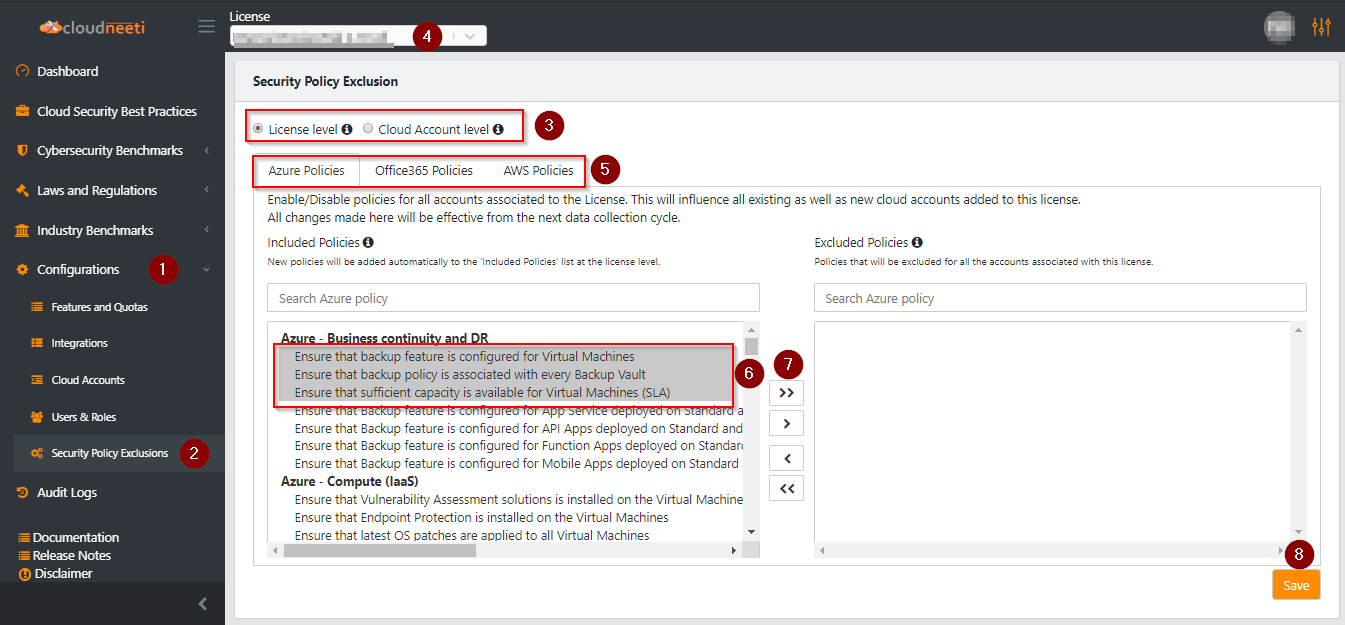 cloudneeti
License
4
Dashboard
Cloud Security Best Practices
Cybersecurity Benchmarks
Laws and Regulations
Industry Benchmarks
Configurations
1
Features and Quotas
Integrations
Cloud Accounts
Users & Roles
Security Policy Exclusions
2
Audit Logs
Documentation
Release Notes
Disclaimer
Security Policy Exclusion
License level Cloud Account level
3
Azure Policies Office365 Policies AWS Policies
5
Enable/Disable policies for all accounts associated to the License. This will influence all existing as well as new cloud accounts added to this license.
All changes made here will be effective from the next data collection cycle.
Included Policies
New policies will be added automatically to the 'Included Policies' list at the license level.
Search Azure policy
Azure - Business continuity and DR
Ensure that backup feature is configured for Virtual Machines
Ensure that backup policy is associated with every Backup Vault
Ensure that sufficient capacity is available for Virtual Machines (SLA)
Ensure that Backup feature is configured for App Service deployed on Standard a
Ensure that Backup feature is configured for API Apps deployed on Standard and
Ensure that Backup feature is configured for Function Apps deployed on Standard
Ensure that Backup feature is configured for Mobile Apps deployed on Standard
Azure - Compute (IaaS)
Ensure that Vulnerability Assessment solutions is installed on the Virtual Machine
Ensure that Endpoint Protection is installed on the Virtual Machines
Ensure that latest OS patches are applied to all Virtual Machines
6
7
>>
>
<
<<
Excluded Policies
Policies that will be excluded for all the accounts associated with this license.
Search Azure policy
8
Save